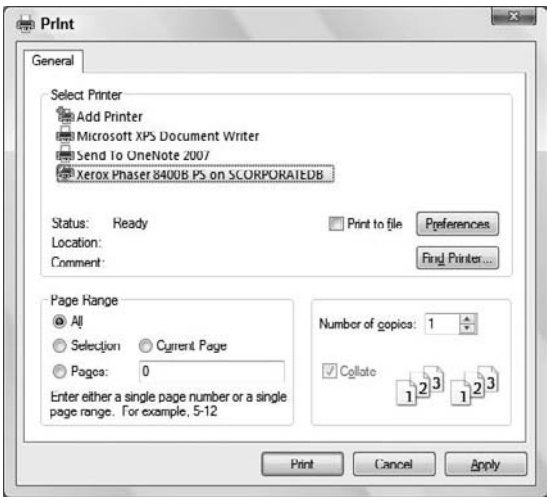 Print
General
Select Printer
Add Printer
Microsoft XPS Document Writer
Send To OneNote 2007
Xerox Phaser 8400B PS on SCORPORATEDB
Status: Ready
Print to file
Preferences
Location:
Comment:
Find Printer...
Page Range
All
Selection
Current Page
Pages: 0
Enter either a single page number or a single
page range. For example, 5-12
Number of copies: 1
Collate
1 2 3 1 2 3
Print
Cancel
Apply